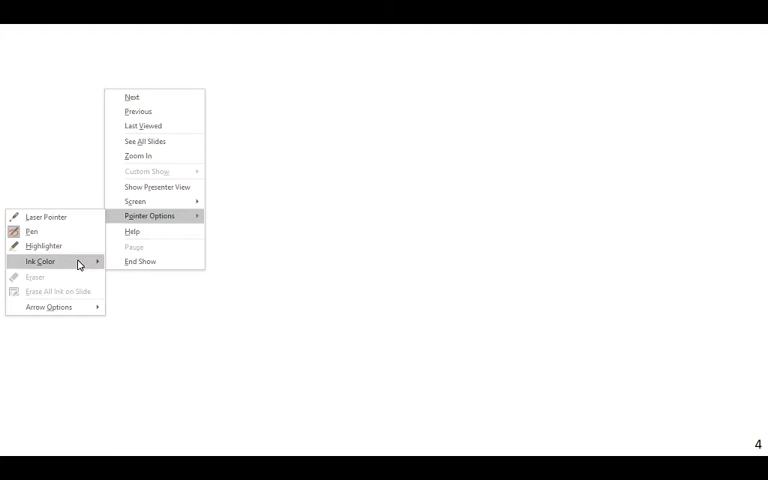 Next
Previous
Last Viewed
See All Slides
Zoom In
Custom Show
Show Presenter View
Screen
Pointer Options
Help
Pause
End Show
Laser Pointer
Pen
Highlighter
Ink Color
Eraser
Erase All Ink on Slide
Arrow Options
4